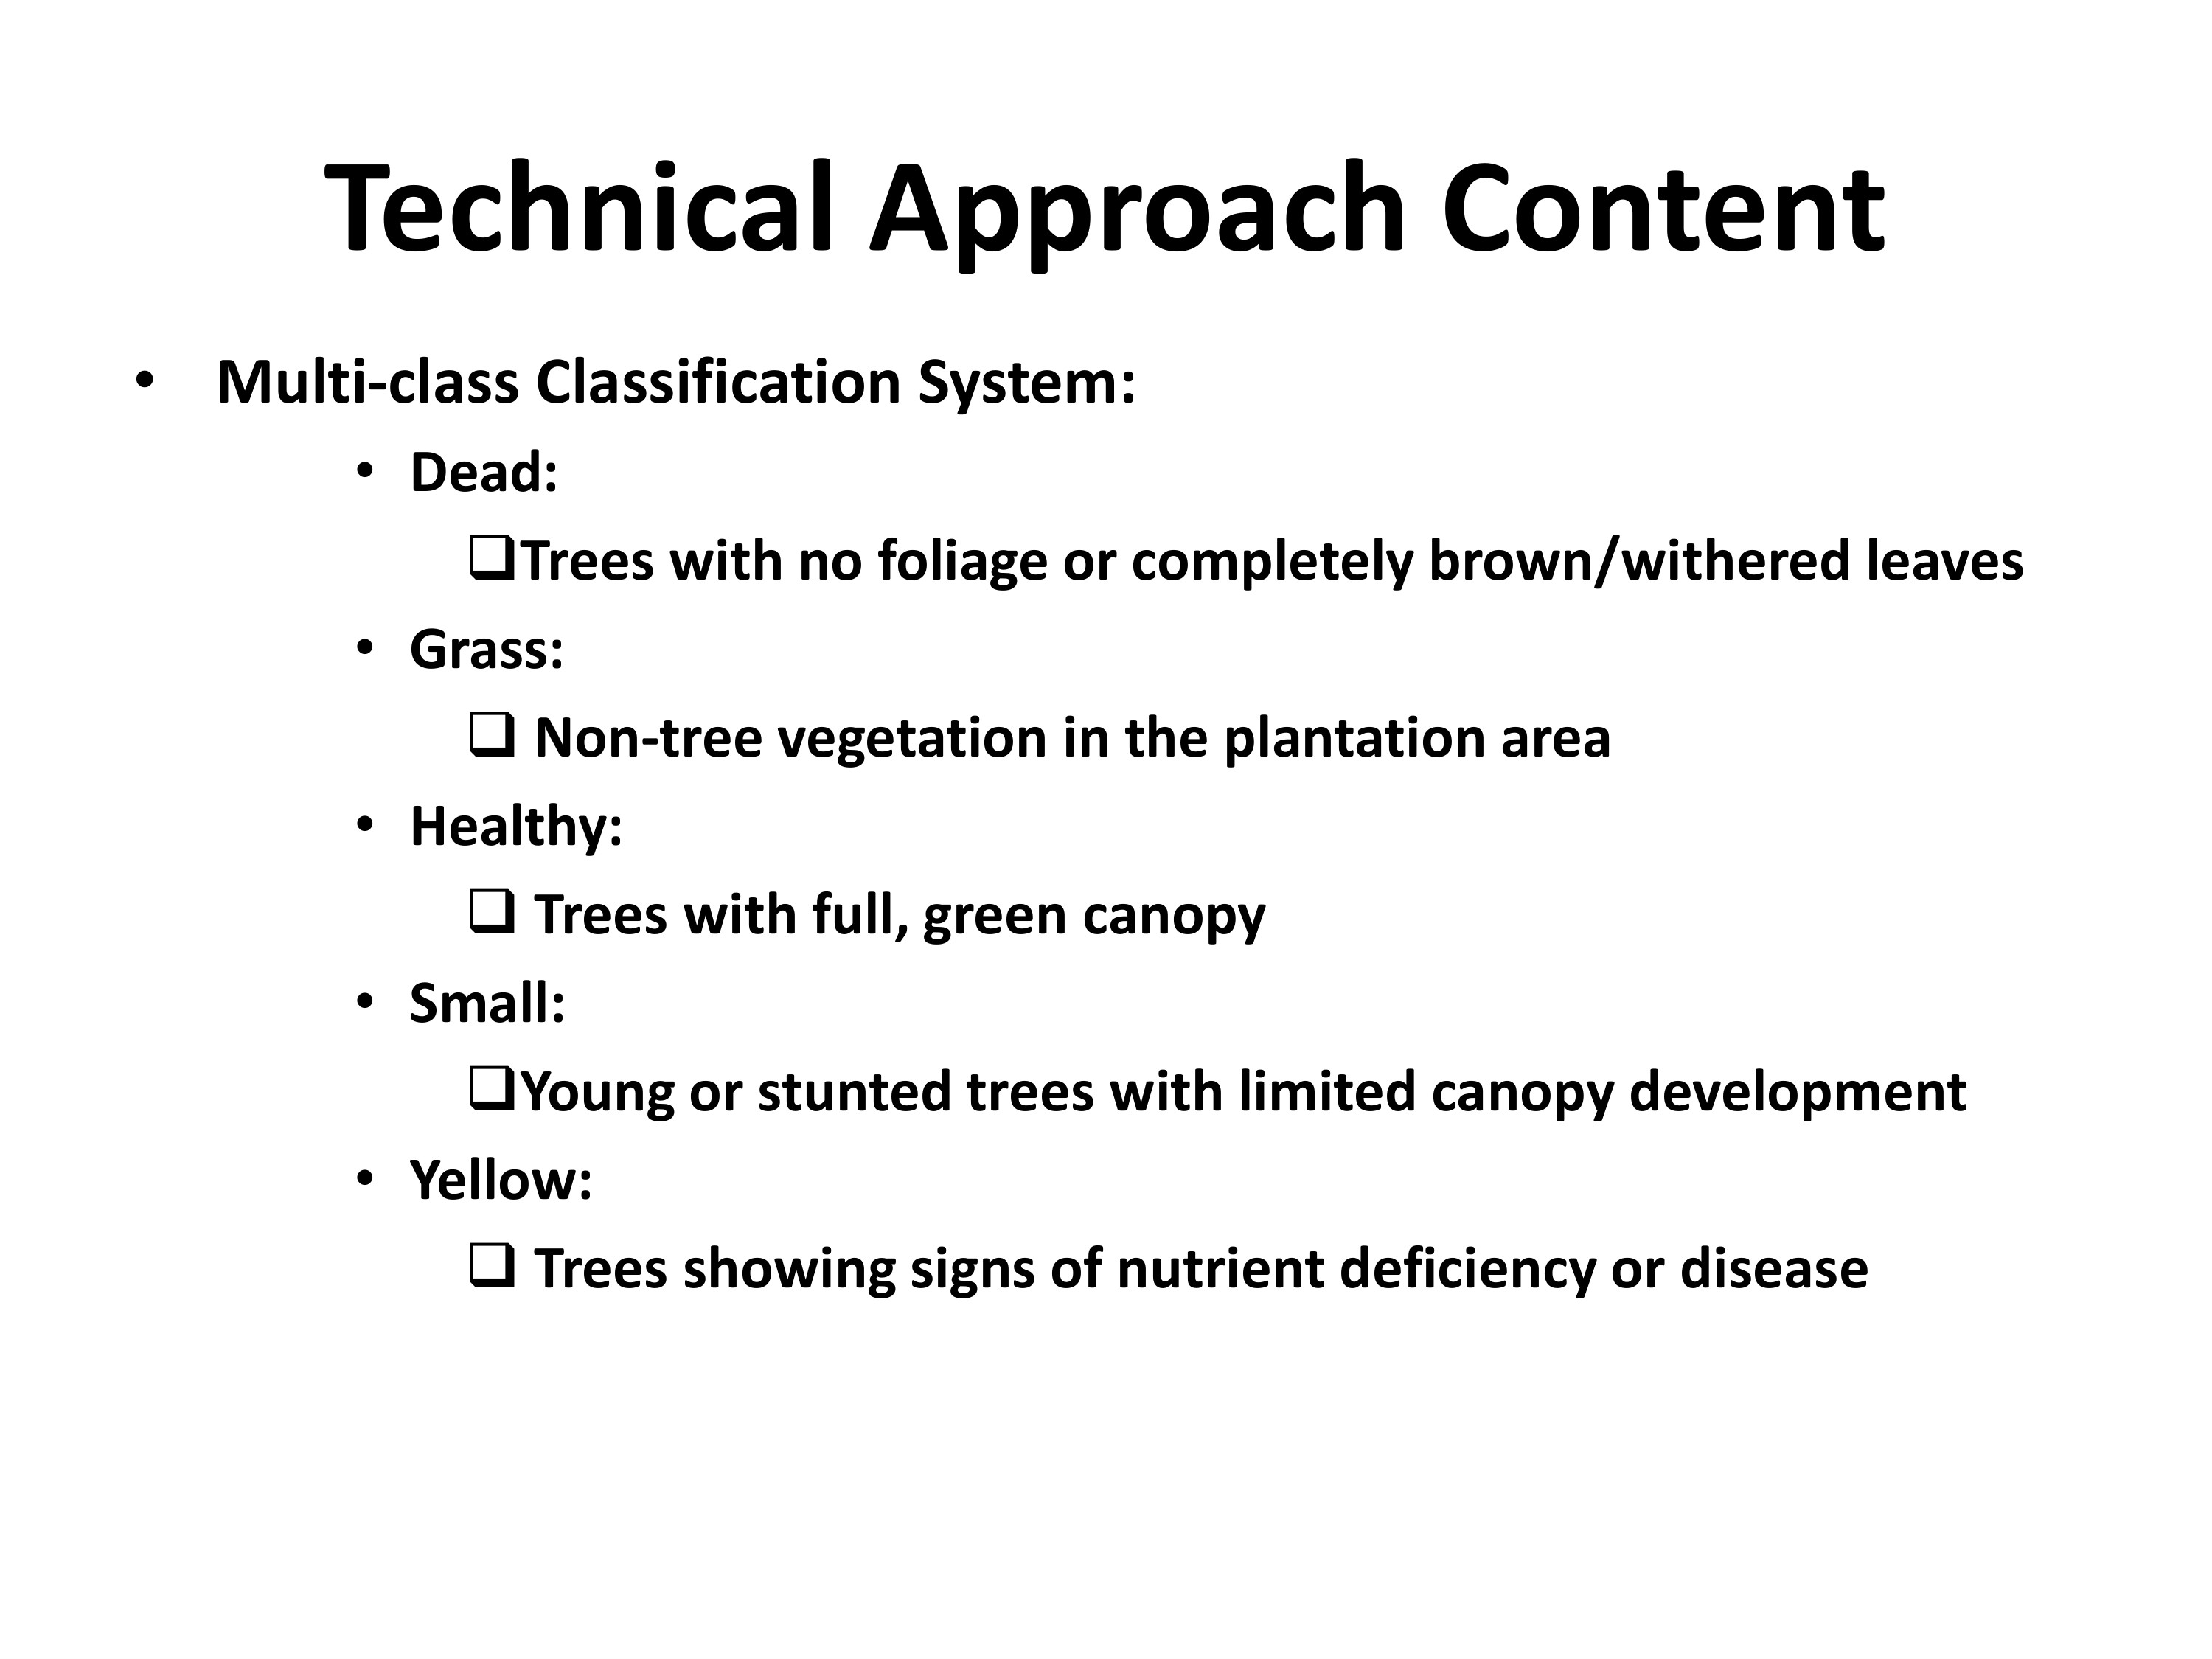 Technical Approach Content
• Multi-class Classification System:
• Dead:
❑Trees with no foliage or completely brown/withered leaves
• Grass:
❑ Non-tree vegetation in the plantation area
• Healthy:
❑ Trees with full, green canopy
• Small:
❑Young or stunted trees with limited canopy development
• Yellow:
❑ Trees showing signs of nutrient deficiency or disease